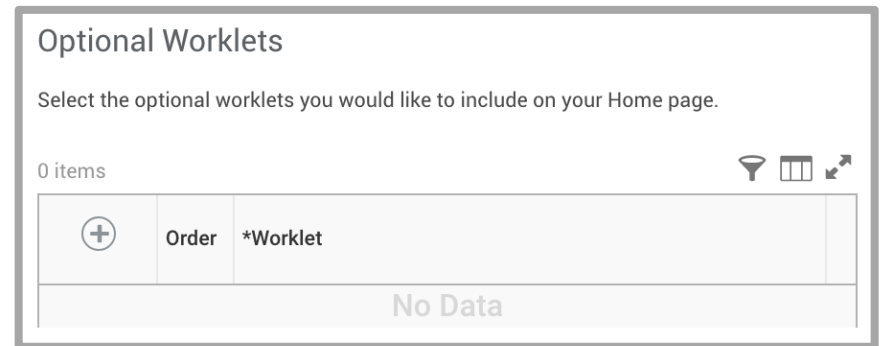 Optional Worklets
Select the optional worklets you would like to include on your Home page.
0 items
Order *Worklet
No Data